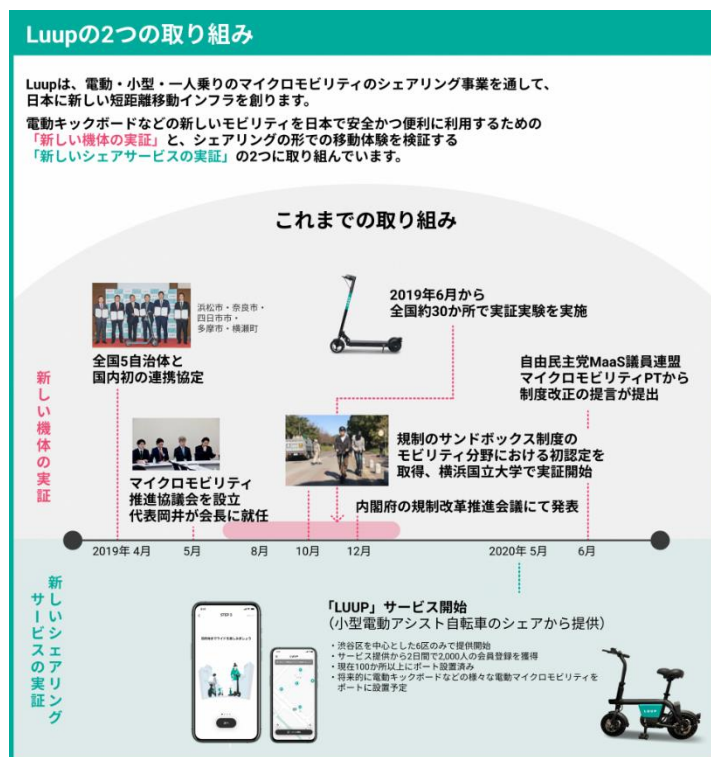 Luupの2つの取り組み
Luupは、電動・小型・一人乗りのマイクロモビリティのシェアリング事業を通して、
日本に新しい短距離移動インフラを創ります。
電動キックボードなどの新しいモビリティを日本で安全かつ便利に利用するための
「新しい機体の実証」と、シェアリングの形での移動体験を検証する
「新しいシェアサービスの実証」の2つに取り組んでいます。
これまでの取り組み
浜松市・奈良市・
四日市市・
多摩市・横瀬町
全国5自治体と
国内初の連携協定
2019年6月から
全国約30か所で実証実験を実施
自由民主党MaaS議員連盟
マイクロモビリティPTから
制度改正の提言が提出
新しい機体の実証
マイクロモビリティ
推進協議会を設立
代表岡井が会長に就任
規制のサンドボックス制度の
モビリティ分野における初認定を
取得、横浜国立大学で実証開始
内閣府の規制改革推進会議にて発表
2019年 4月
5月
8月
10月
12月
2020年 5月
6月
新しいシェアリング
サービスの実証
「LUUP」サービス開始
（小型電動アシスト自転車のシェアから提供）
・渋谷区を中心とした6区のみで提供開始
・サービス提供から2日間で2,000人の会員登録を獲得
・現在100か所以上にポート設置済み
・将来的に電動キックボードなどの様々な電動マイクロモビリティを
ポートに設置予定
STEP 5
LUUP